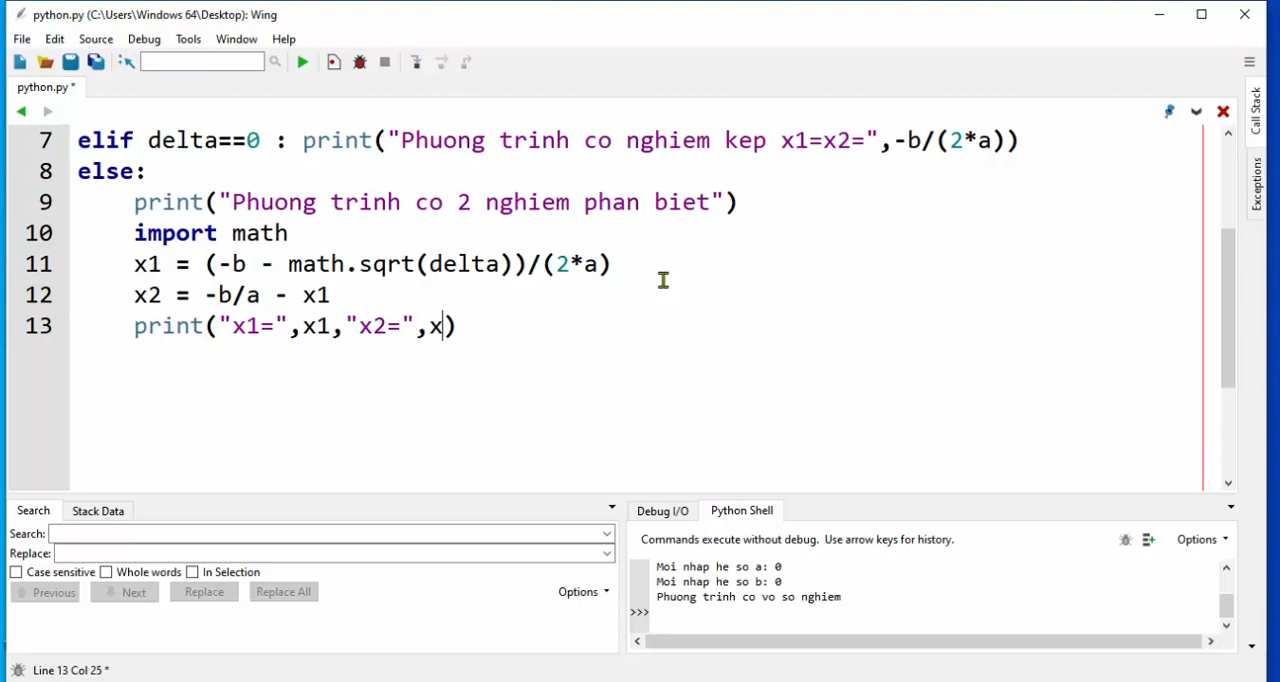 python.py (C:\Users\Windows 64\Desktop): Wing
File Edit Source Debug Tools Window Help
python.py *
7 elif delta==0 : print("Phuong trinh co nghiem kep x1=x2=",-b/(2*a))
8 else:
9 print("Phuong trinh co 2 nghiem phan biet")
10 import math
11 x1 = (-b - math.sqrt(delta))/(2*a)
12 x2 = -b/a - x1
13 print("x1=",x1,"x2=",x)
Call Stack
Exceptions
Search Stack Data
Search:
Replace:
Case sensitive Whole words In Selection
Previous Next Replace Replace All Options
Debug I/O Python Shell
Commands execute without debug. Use arrow keys for history. Options
Moi nhap he so a: 0
Moi nhap he so b: 0
Phuong trinh co vo so nghiem
>>>
Line 13 Col 25 *